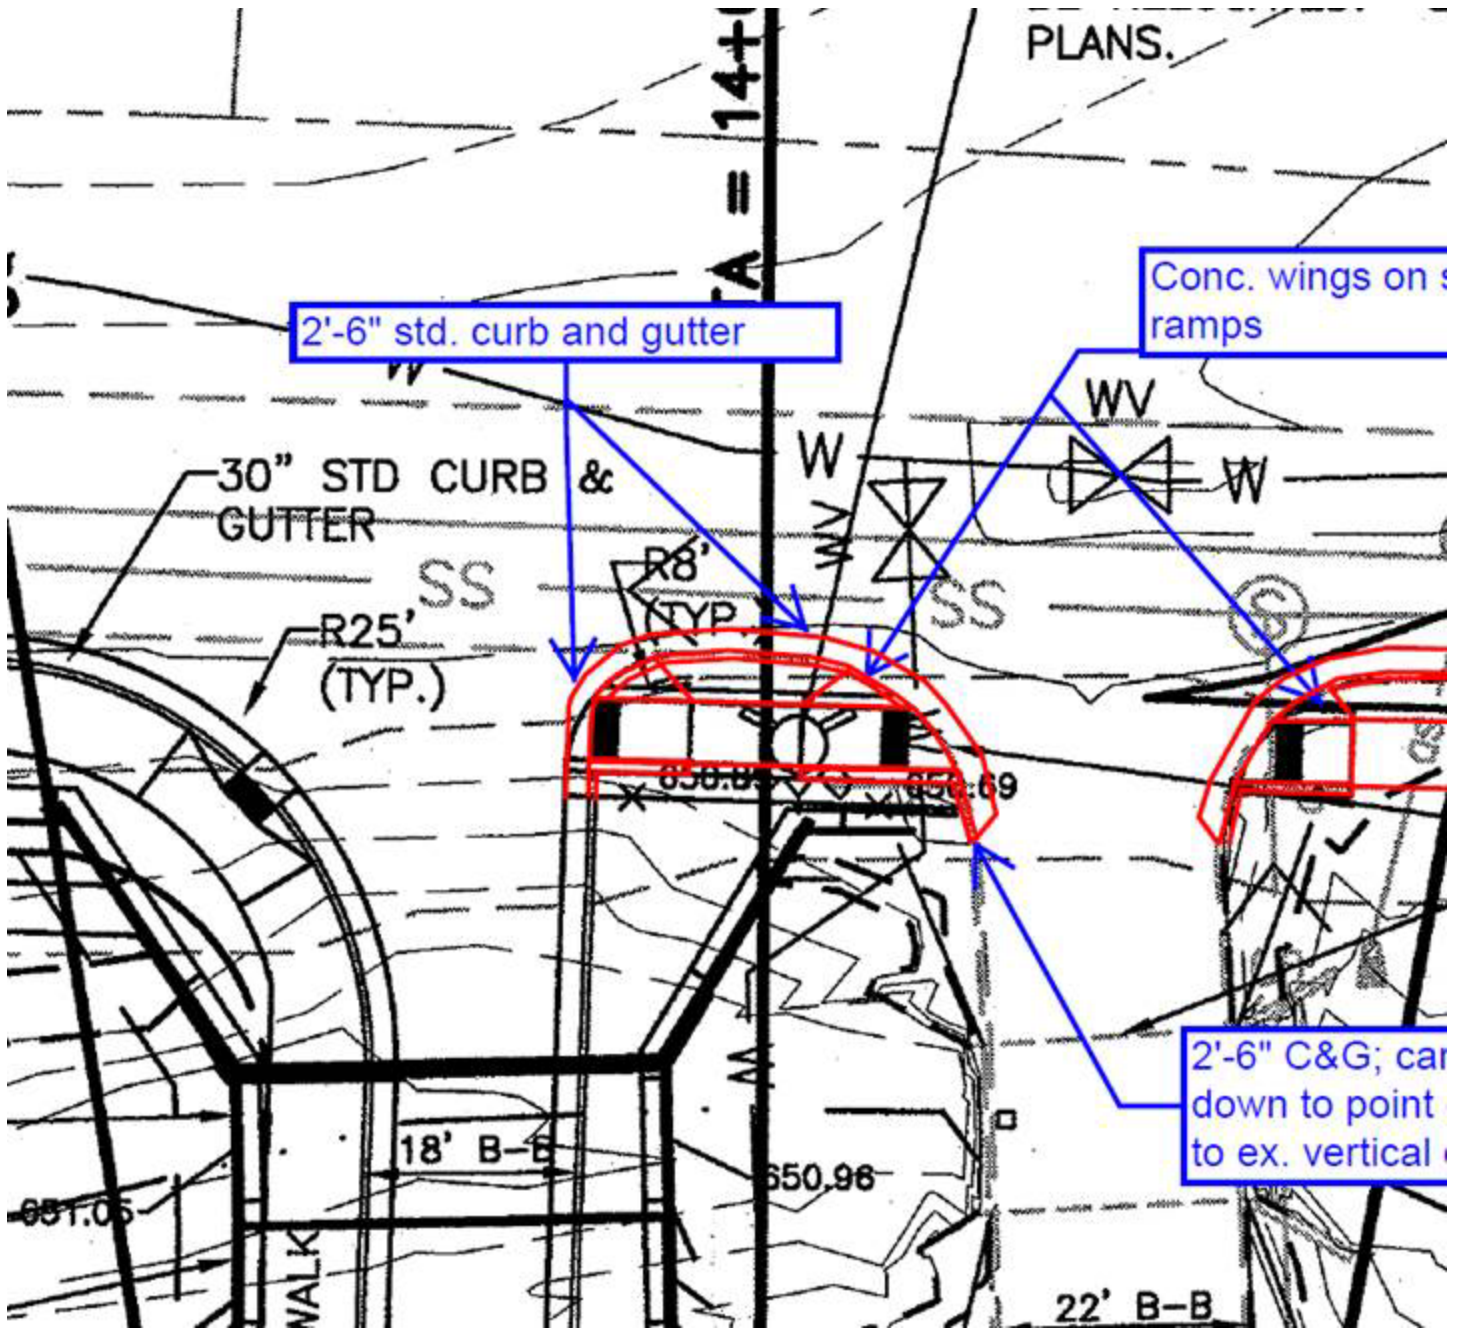 PLANS.
= 14+
Conc. wings on s
ramps
2'-6" std. curb and gutter
W
WV
W
W
30" STD CURB &
GUTTER
WV
R8'
(TYP.
SS
SS
S
R25'
(TYP.)
650.69
W
2'-6" C&G; car
down to point
to ex. vertical
18' B-B
650.96
651.05
WALK
22' B-B